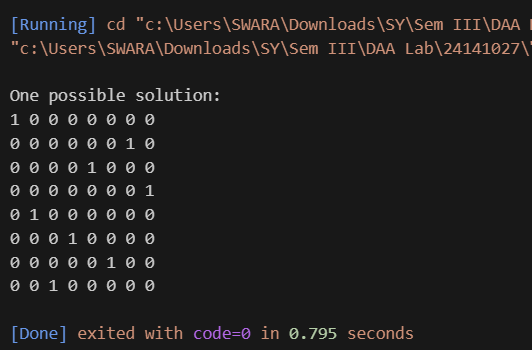 [Running] cd "c:\Users\SWARA\Downloads\SY\Sem III\DAA
"c:\Users\SWARA\Downloads\SY\Sem III\DAA Lab\24141027\"
One possible solution:
1 0 0 0 0 0 0 0
0 0 0 0 0 0 1 0
0 0 0 0 1 0 0 0
0 0 0 0 0 0 0 1
0 1 0 0 0 0 0 0
0 0 0 1 0 0 0 0
0 0 0 0 0 1 0 0
0 0 1 0 0 0 0 0
[Done] exited with code=0 in 0.795 seconds